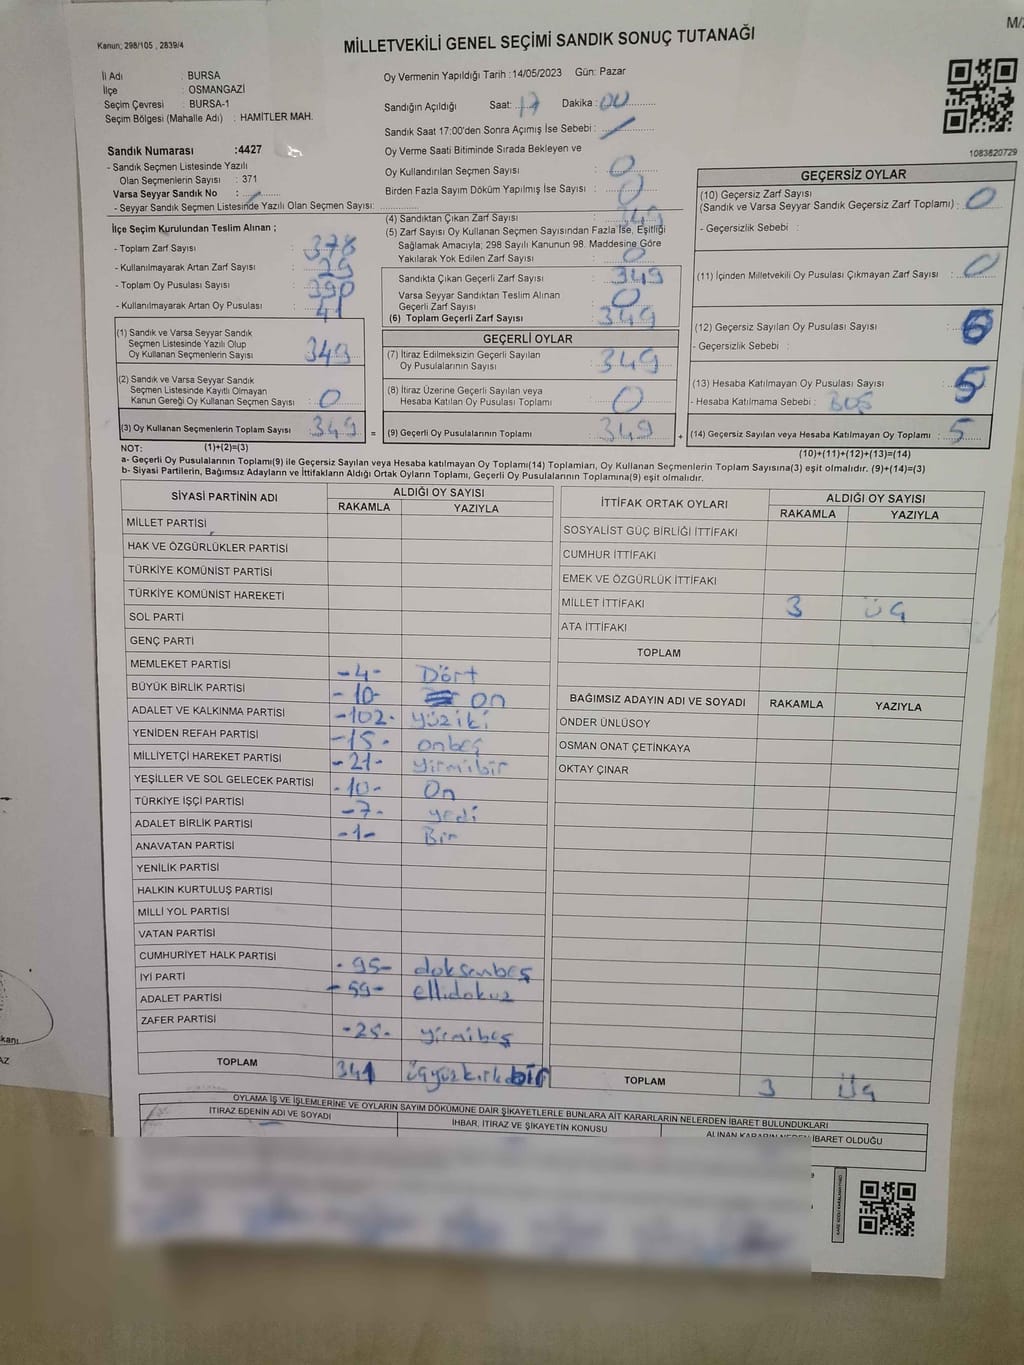 M/2
Kanun; 298/105 , 2839/4
MİLLETVEKİLİ GENEL SEÇİMİ SANDIK SONUÇ TUTANAĞI
İl Adı : BURSA
İlçe : OSMANGAZİ
Seçim Çevresi : BURSA-1
Seçim Bölgesi (Mahalle Adı) : HAMİTLER MAH.
Sandık Numarası :4427
- Sandık Seçmen Listesinde Yazılı
Olan Seçmenlerin Sayısı : 371
Varsa Seyyar Sandık No :
- Seyyar Sandık Seçmen Listesinde Yazılı Olan Seçmen Sayısı:
Oy Vermenin Yapıldığı Tarih :14/05/2023 Gün: Pazar
Sandığın Açıldığı Saat: 17 Dakika : 00
Sandık Saat 17:00'den Sonra Açımış İse Sebebi :
Oy Verme Saati Bitiminde Sırada Bekleyen ve
Oy Kullandırılan Seçmen Sayısı : 0
Birden Fazla Sayım Döküm Yapılmış İse Sayısı : 0
1083820729
İlçe Seçim Kurulundan Teslim Alınan ;
- Toplam Zarf Sayısı : 378
- Kullanılmayarak Artan Zarf Sayısı : 29
- Toplam Oy Pusulası Sayısı : 390
- Kullanılmayarak Artan Oy Pusulası : 41
(1) Sandık ve Varsa Seyyar Sandık
Seçmen Listesinde Yazılı Olup
Oy Kullanan Seçmenlerin Sayısı : 349
(2) Sandık ve Varsa Seyyar Sandık
Seçmen Listesinde Kayıtlı Olmayan
Kanun Gereği Oy Kullanan Seçmen Sayısı : 0
(3) Oy Kullanan Seçmenlerin Toplam Sayısı : 349 =
(4) Sandıktan Çıkan Zarf Sayısı : 349
(5) Zarf Sayısı Oy Kullanan Seçmen Sayısından Fazla İse, Eşitliği
Sağlamak Amacıyla; 298 Sayılı Kanunun 98. Maddesine Göre
Yakılarak Yok Edilen Zarf Sayısı : 0
Sandıkta Çıkan Geçerli Zarf Sayısı : 349
Varsa Seyyar Sandıktan Teslim Alınan
Geçerli Zarf Sayısı : 0
(6) Toplam Geçerli Zarf Sayısı : 349
GEÇERLİ OYLAR
(7) İtiraz Edilmeksizin Geçerli Sayılan
Oy Pusulalarının Sayısı : 349
(8) İtiraz Üzerine Geçerli Sayılan veya
Hesaba Katılan Oy Pusulası Toplamı : 0
(9) Geçerli Oy Pusulalarının Toplamı : 349 +
GEÇERSİZ OYLAR
(10) Geçersiz Zarf Sayısı
(Sandık ve Varsa Seyyar Sandık Geçersiz Zarf Toplamı) : 0
- Geçersizlik Sebebi :
(11) İçinden Milletvekili Oy Pusulası Çıkmayan Zarf Sayısı : 0
(12) Geçersiz Sayılan Oy Pusulası Sayısı :
- Geçersizlik Sebebi :
(13) Hesaba Katılmayan Oy Pusulası Sayısı : 5
- Hesaba Katılmama Sebebi : BOŞ
(14) Geçersiz Sayılan veya Hesaba Katılmayan Oy Toplamı : 5
NOT: (1)+(2)=(3)
(10)+(11)+(12)+(13)=(14)
a- Geçerli Oy Pusulalarının Toplamı(9) ile Geçersiz Sayılan veya Hesaba katılmayan Oy Toplamı(14) Toplamları, Oy Kullanan Seçmenlerin Toplam Sayısına(3) eşit olmalıdır. (9)+(14)=(3)
b- Siyasi Partilerin, Bağımsız Adayların ve İttifakların Aldığı Ortak Oyların Toplamı, Geçerli Oy Pusulalarının Toplamına(9) eşit olmalıdır.
SİYASİ PARTİNİN ADI ALDIĞI OY SAYISI
RAKAMLA YAZIYLA
MİLLET PARTİSİ
HAK VE ÖZGÜRLÜKLER PARTİSİ
TÜRKİYE KOMÜNİST PARTİSİ
TÜRKİYE KOMÜNİST HAREKETİ
SOL PARTİ
GENÇ PARTİ
MEMLEKET PARTİSİ -4- Dört
BÜYÜK BİRLİK PARTİSİ -10- on
ADALET VE KALKINMA PARTİSİ -102- yüziki
YENİDEN REFAH PARTİSİ -15- onbeş
MİLLİYETÇİ HAREKET PARTİSİ -21- yirmibir
YEŞİLLER VE SOL GELECEK PARTİSİ -10- On
TÜRKİYE İŞÇİ PARTİSİ -7- yedi
ADALET BİRLİK PARTİSİ -1- Bir
ANAVATAN PARTİSİ
YENİLİK PARTİSİ
HALKIN KURTULUŞ PARTİSİ
MİLLİ YOL PARTİSİ
VATAN PARTİSİ
CUMHURİYET HALK PARTİSİ -95- doksanbeş
İYİ PARTİ -59- ellidokuz
ADALET PARTİSİ
ZAFER PARTİSİ -25- yirmibeş
TOPLAM 341 üçyüzkırkbir
İTTİFAK ORTAK OYLARI ALDIĞI OY SAYISI
RAKAMLA YAZIYLA
SOSYALİST GÜÇ BİRLİĞİ İTTİFAKI
CUMHUR İTTİFAKI
EMEK VE ÖZGÜRLÜK İTTİFAKI
MİLLET İTTİFAKI 3 Üç
ATA İTTİFAKI
TOPLAM
BAĞIMSIZ ADAYIN ADI VE SOYADI RAKAMLA YAZIYLA
ÖNDER ÜNLÜSOY
OSMAN ONAT ÇETİNKAYA
OKTAY ÇINAR
TOPLAM 3 Üç
OYLAMA İŞ VE İŞLEMLERİNE VE OYLARIN SAYIM DÖKÜMÜNE DAİR ŞİKAYETLERLE BUNLARA AİT KARARLARIN NELERDEN İBARET BULUNDUKLARI
İTİRAZ EDENİN ADI VE SOYADI
İHBAR, İTİRAZ VE ŞİKAYETİN KONUSU
ALINAN KARARIN NEDEN İBARET OLDUĞU